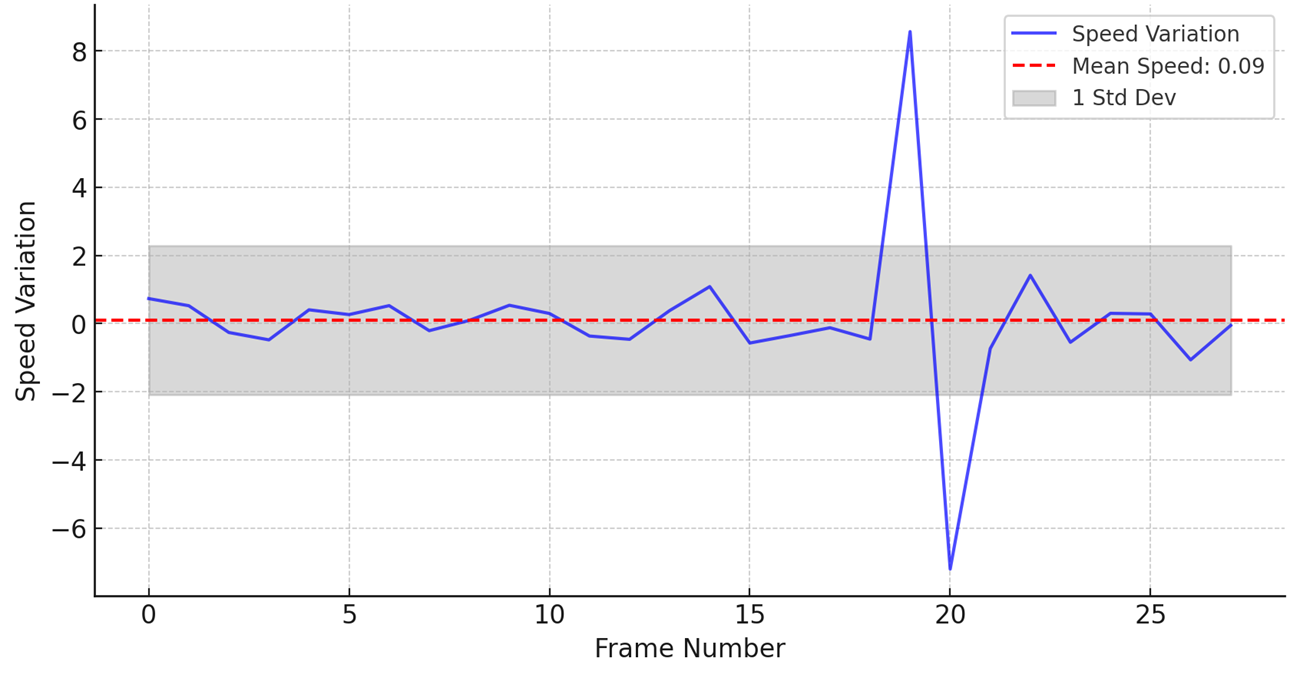 Speed Variation
Mean Speed: 0.09
1 Std Dev
8
6
4
2
0
−2
−4
−6
Speed Variation
0 5 10 15 20 25
Frame Number